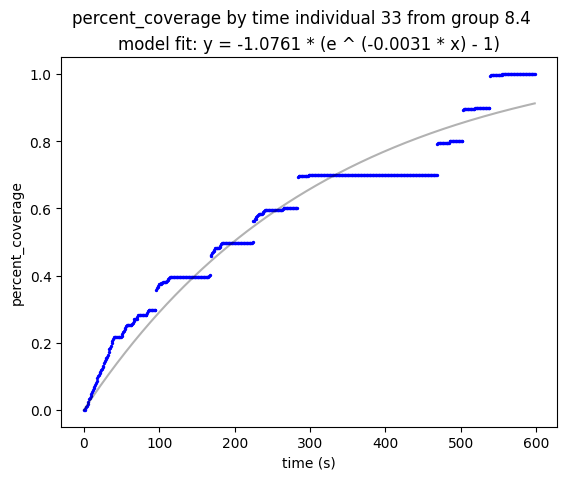 percent_coverage by time individual 33 from group 8.4
model fit: y = -1.0761 * (e ^ (-0.0031 * x) - 1)
1.0
0.8
0.6
0.4
0.2
0.0
percent_coverage
0 100 200 300 400 500 600
time (s)